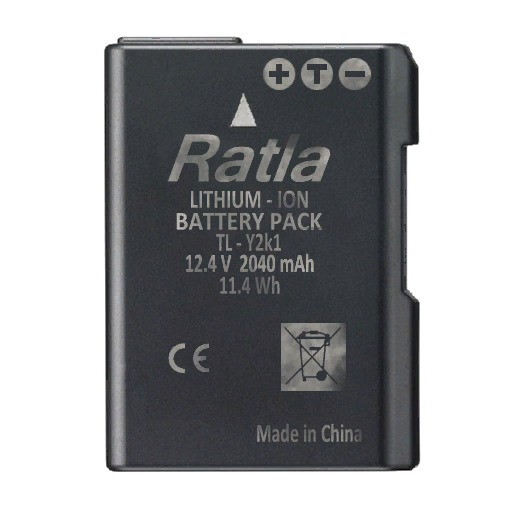 + T −
Ratla
LITHIUM - ION
BATTERY PACK
TL - Y2k1
12.4 V 2040 mAh
11.4 Wh
CE
Made in China